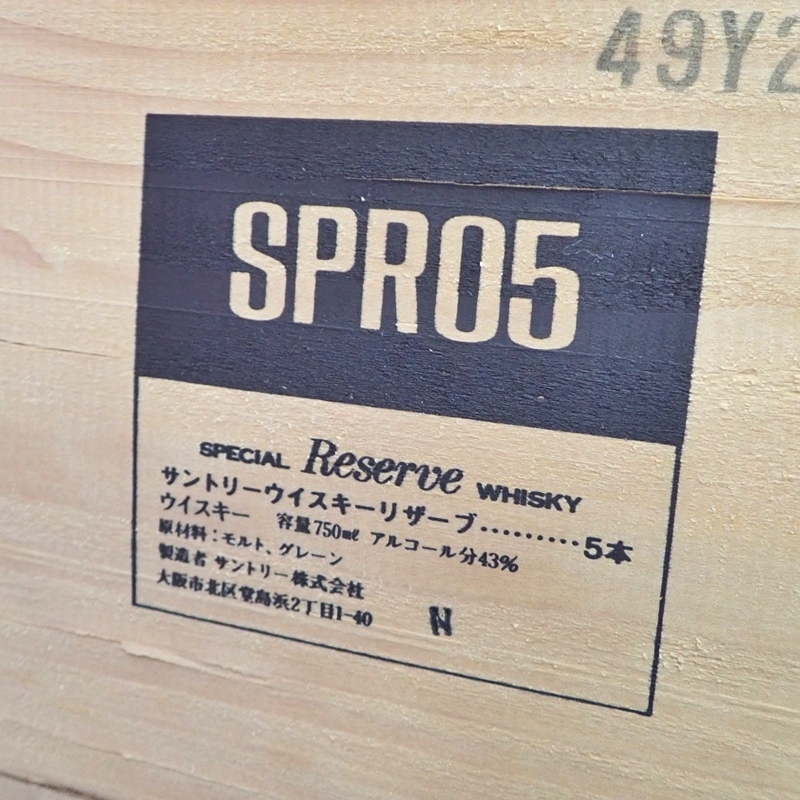 49Y2
SPR05
SPECIAL Reserve WHISKY
サントリーウイスキーリザーブ………5本
ウイスキー 容量750㎖ アルコール分43%
原材料：モルト、グレーン
製造者 サントリー株式会社
大阪市北区堂島浜2丁目1-40 N